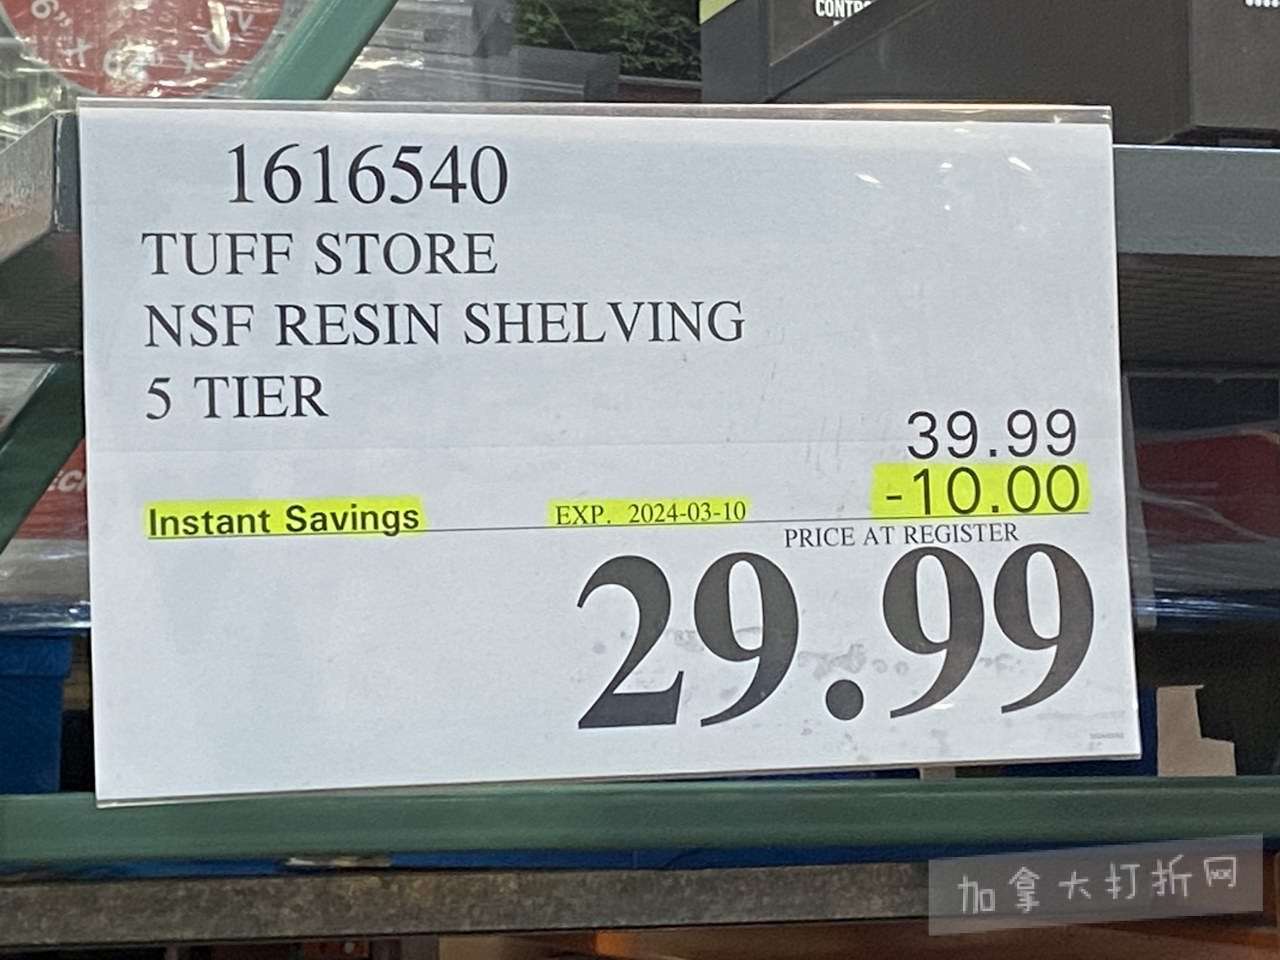 CONTR
1616540
TUFF STORE
NSF RESIN SHELVING
5 TIER
39.99
-10.00
Instant Savings EXP. 2024-03-10
PRICE AT REGISTER
29.99
加拿大打折网